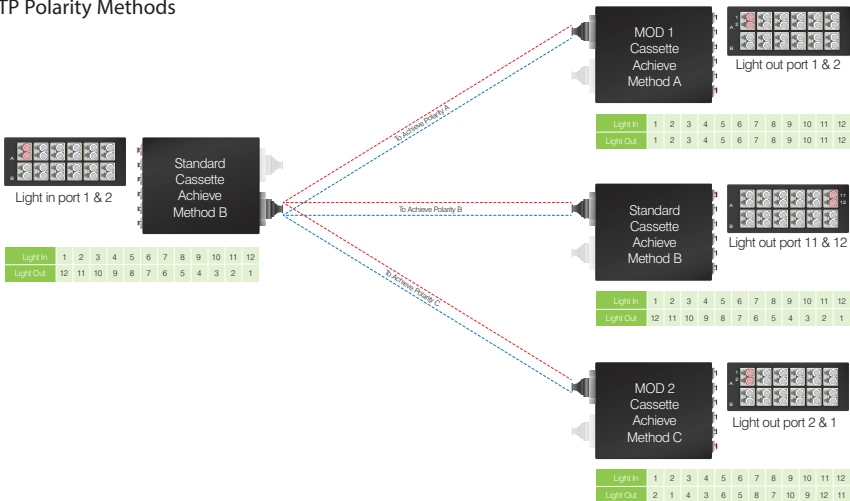 TP Polarity Methods
A
B
Light in port 1 & 2
Standard
Cassette
Achieve
Method B
Light In 1 2 3 4 5 6 7 8 9 10 11 12
Light Out 12 11 10 9 8 7 6 5 4 3 2 1
To Achieve Polarity A
To Achieve Polarity B
To Achieve Polarity C
MOD 1
Cassette
Achieve
Method A
1
2
A
B
Light out port 1 & 2
Light In 1 2 3 4 5 6 7 8 9 10 11 12
Light Out 1 2 3 4 5 6 7 8 9 10 11 12
Standard
Cassette
Achieve
Method B
A
11
12
B
Light out port 11 & 12
Light In 1 2 3 4 5 6 7 8 9 10 11 12
Light Out 12 11 10 9 8 7 6 5 4 3 2 1
MOD 2
Cassette
Achieve
Method C
1
2
A
B
Light out port 2 & 1
Light In 1 2 3 4 5 6 7 8 9 10 11 12
Light Out 2 1 4 3 6 5 8 7 10 9 12 11